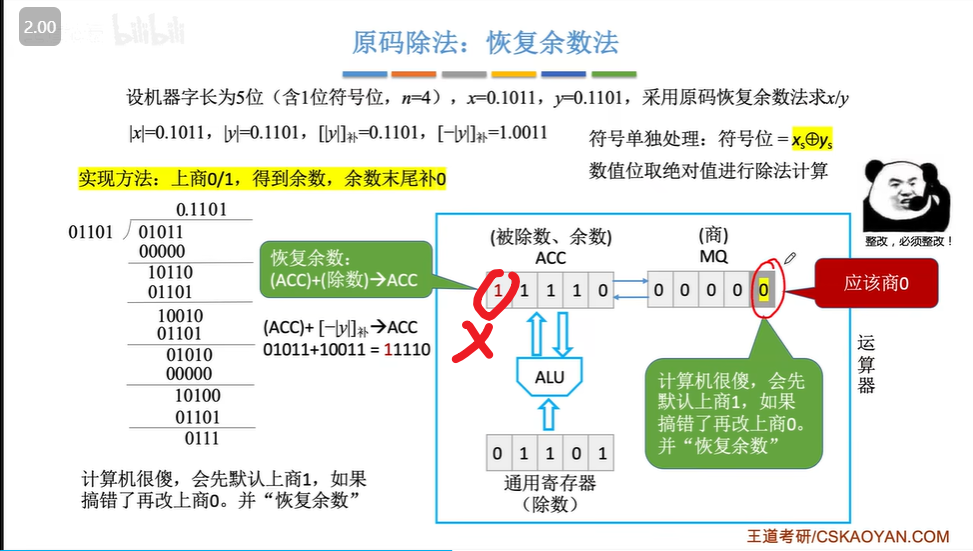 2.00
bilibili
原码除法：恢复余数法
设机器字长为5位（含1位符号位，n=4），x=0.1011，y=0.1101，采用原码恢复余数法求x/y
|x|=0.1011，|y|=0.1101，[|y|]补=0.1101，[−|y|]补=1.0011
符号单独处理：符号位 = xs⊕ys
数值位取绝对值进行除法计算
实现方法：上商0/1，得到余数，余数末尾补0
整改，必须整改！
0.1101
01101 01011
00000
10110
01101
10010
01101
01010
00000
10100
01101
0111
恢复余数：
(ACC)+(除数)→ACC
(ACC)+ [−|y|]补→ACC
01011+10011 = 11110
(被除数、余数)
ACC
(商)
MQ
1 1 1 1 0
0 0 0 0 0
应该商0
X
ALU
运算器
计算机很傻，会先
默认上商1，如果
搞错了再改上商0。
并“恢复余数”
0 1 1 0 1
通用寄存器
（除数）
计算机很傻，会先默认上商1，如果
搞错了再改上商0。并“恢复余数”
王道考研/CSKAOYAN.COM